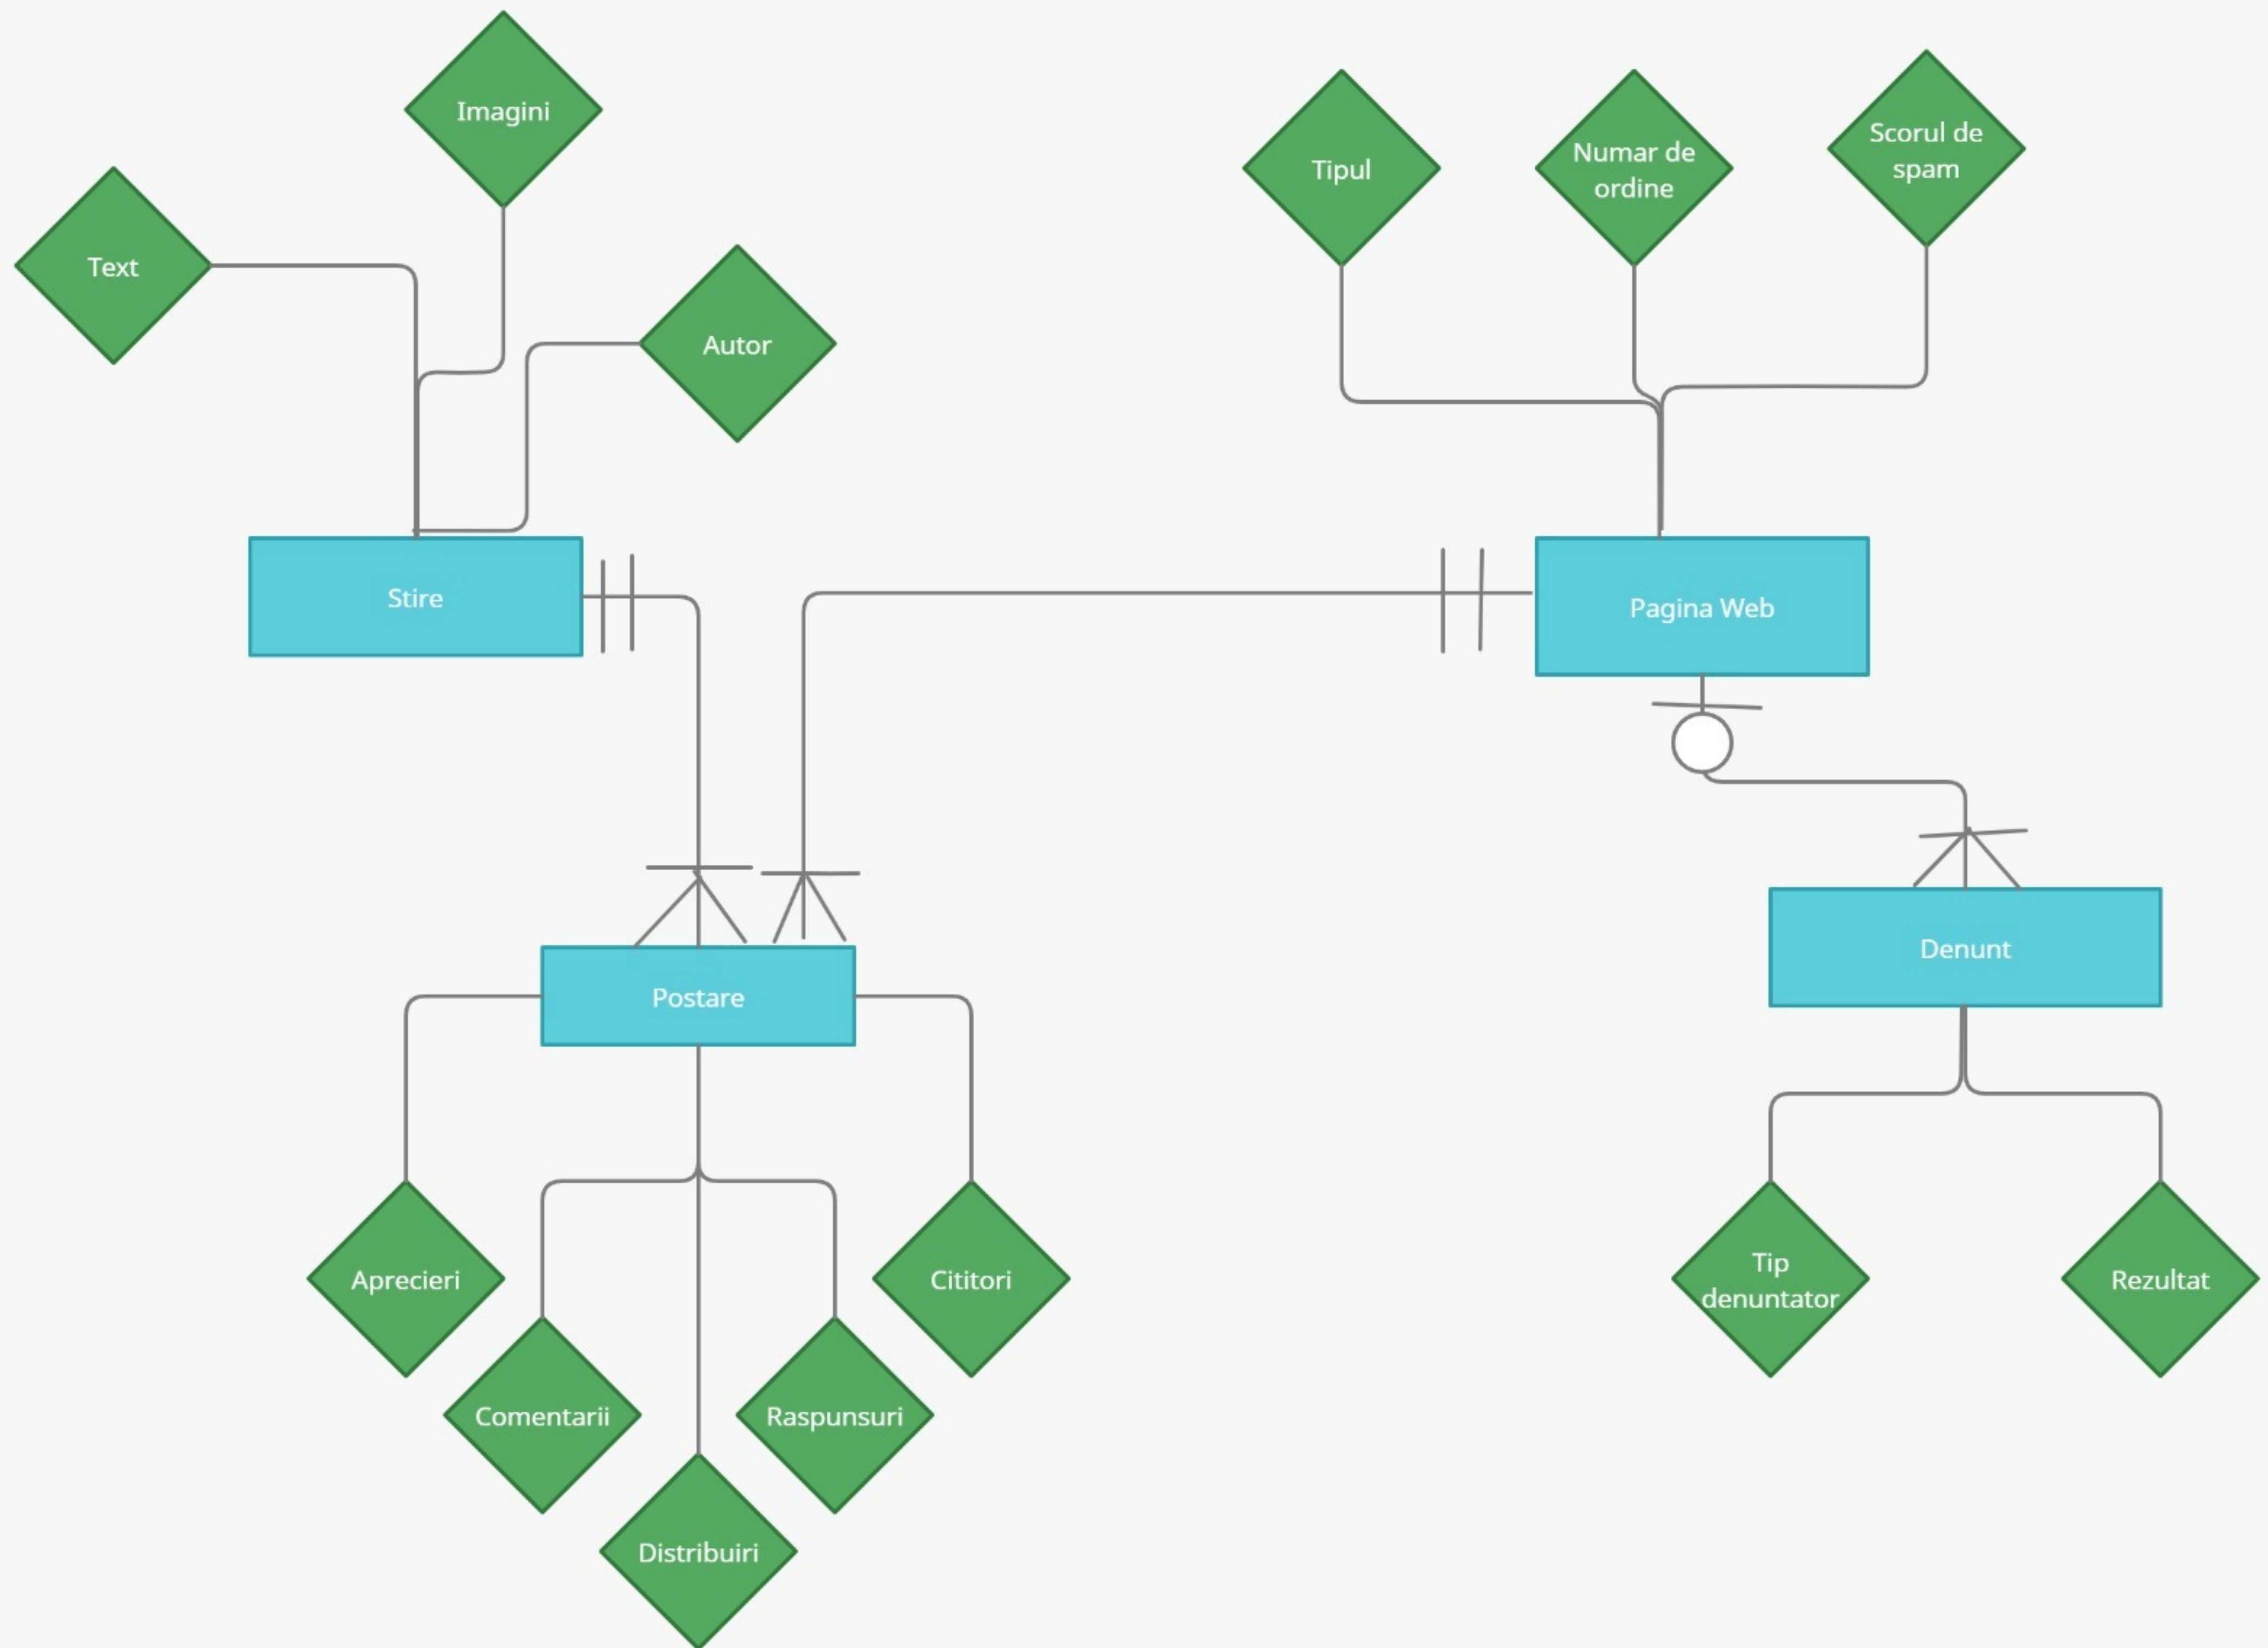 Imagini
Text
Autor
Tipul
Numar de
ordine
Scorul de
spam
Stire
Pagina Web
Postare
Denunt
Aprecieri
Comentarii
Distribuiri
Raspunsuri
Cititori
Tip
denuntator
Rezultat